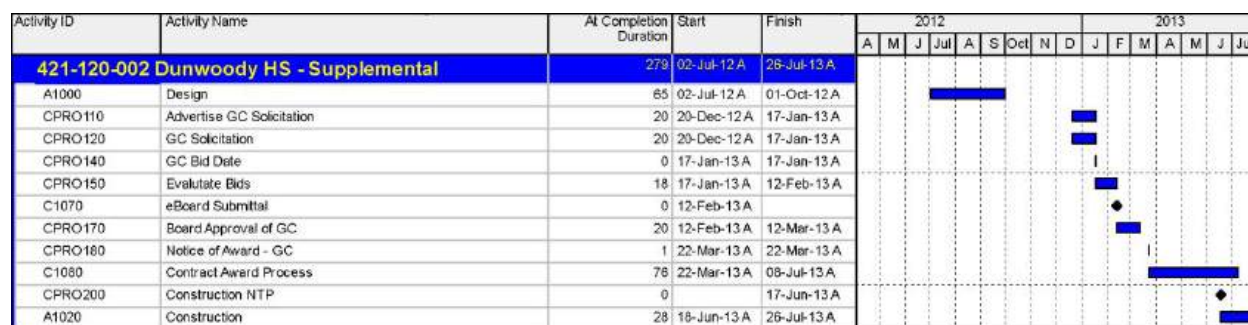 Activity ID Activity Name At Completion Start Finish 2012 2013
Duration A M J Jul A S Oct N D J F M A M J Ju
421-120-002 Dunwoody HS - Supplemental 279 02-Jul-12 A 26-Jul-13 A
A1000 Design 65 02-Jul-12 A 01-Oct-12 A
CPRO110 Advertise GC Solicitation 20 20-Dec-12 A 17-Jan-13 A
CPRO120 GC Solicitation 20 20-Dec-12 A 17-Jan-13 A
CPRO140 GC Bid Date 0 17-Jan-13 A 17-Jan-13 A
CPRO150 Evalutate Bids 18 17-Jan-13 A 12-Feb-13 A
C1070 eBoard Submittal 0 12-Feb-13 A
CPRO170 Board Approval of GC 20 12-Feb-13 A 12-Mar-13 A
CPRO180 Notice of Award - GC 1 22-Mar-13 A 22-Mar-13 A
C1080 Contract Award Process 76 22-Mar-13 A 08-Jul-13 A
CPRO200 Construction NTP 0 17-Jun-13 A
A1020 Construction 28 18-Jun-13 A 26-Jul-13 A